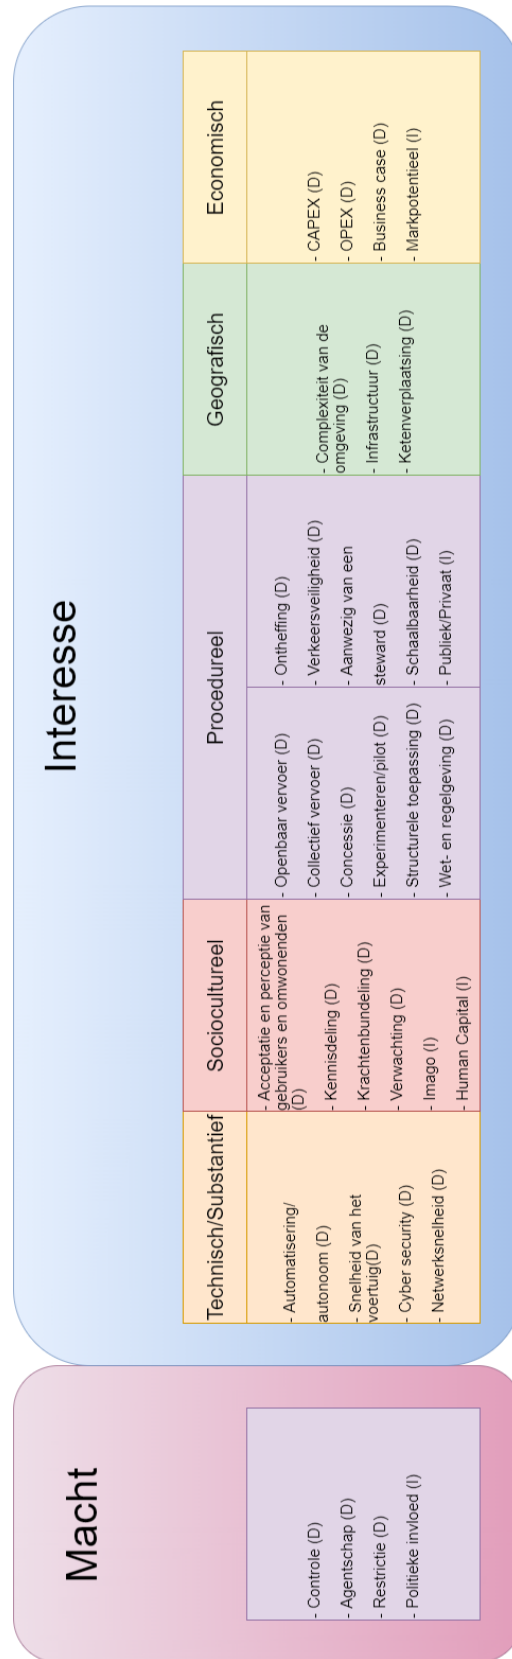 Macht
- Controle (D)
- Agentschap (D)
- Restrictie (D)
- Politieke invloed (I)
Interesse
Technisch/Substantief
- Automatisering/
autonoom (D)
- Snelheid van het
voertuig(D)
- Cyber security (D)
- Netwerksnelheid (D)
Sociocultureel
- Acceptatie en perceptie van
gebruikers en omwonenden
(D)
- Kennisdeling (D)
- Krachtenbundeling (D)
- Verwachting (D)
- Imago (I)
- Human Capital (I)
Procedureel
- Openbaar vervoer (D)
- Collectief vervoer (D)
- Concessie (D)
- Experimenteren/pilot (D)
- Structurele toepassing (D)
- Wet- en regelgeving (D)
- Ontheffing (D)
- Verkeersveiligheid (D)
- Aanwezig van een
steward (D)
- Schaalbaarheid (D)
- Publiek/Privaat (I)
Geografisch
- Complexiteit van de
omgeving (D)
- Infrastructuur (D)
- Ketenverplaatsing (D)
Economisch
- CAPEX (D)
- OPEX (D)
- Business case (D)
- Markpotentieel (I)